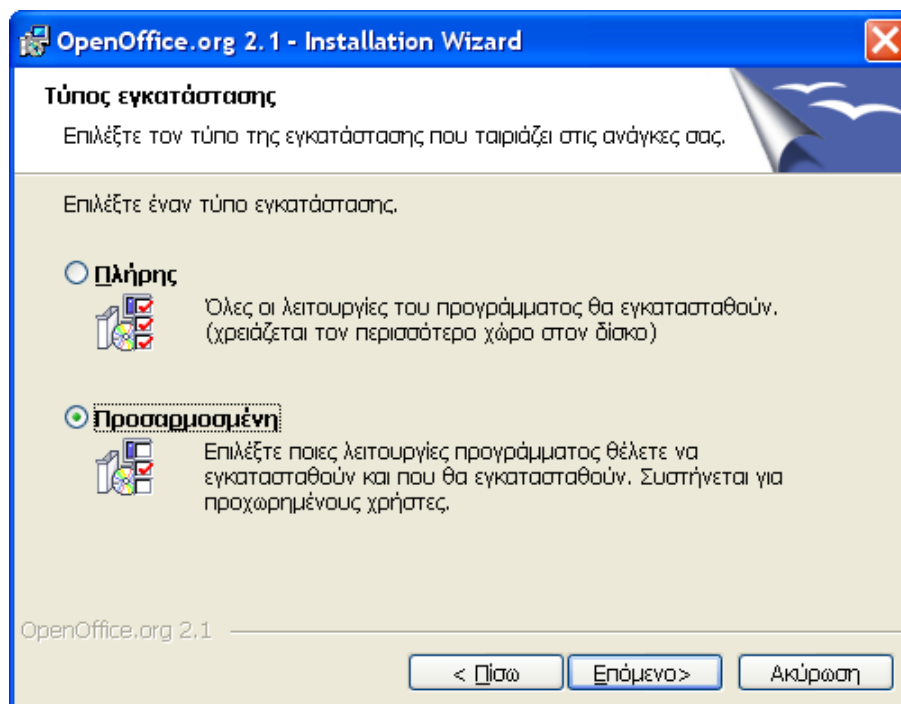 OpenOffice.org 2.1 - Installation Wizard
Τύπος εγκατάστασης
Επιλέξτε τον τύπο της εγκατάστασης που ταιριάζει στις ανάγκες σας.
Επιλέξτε έναν τύπο εγκατάστασης.
Πλήρης
Όλες οι λειτουργίες του προγράμματος θα εγκατασταθούν.
(χρειάζεται τον περισσότερο χώρο στον δίσκο)
Προσαρμοσμένη
Επιλέξτε ποιες λειτουργίες προγράμματος θέλετε να
εγκατασταθούν και που θα εγκατασταθούν. Συστήνεται για
προχωρημένους χρήστες.
OpenOffice.org 2.1
< Πίσω Επόμενο> Ακύρωση